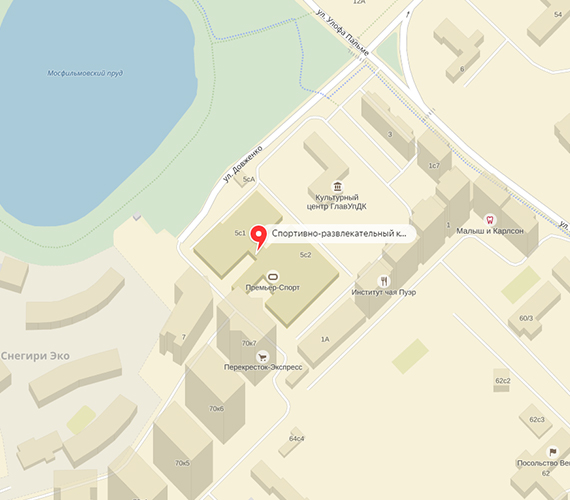 12А
54
ул. Улофа Пальме
Мосфильмовский пруд
6
3
1с7
ул. Довженко
5сА
Культурный
центр ГлавУпДК
5с1
Спортивно-развлекательный к...
1
Малыш и Карлсон
5с2
Премьер-Спорт
Институт чая Пуэр
60/3
7
70к7
1А
Снегири Эко
Перекресток-Экспресс
62с2
70к6
62с3
64с4
Посольство Вен
62
70к5